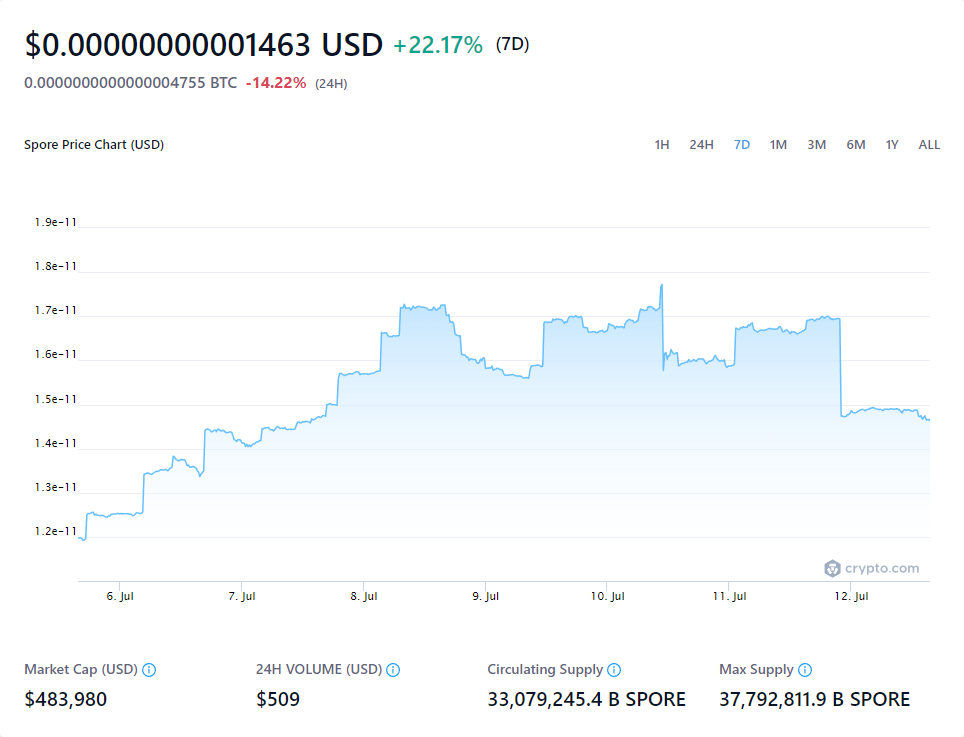 $0.00000000001463 USD +22.17% (7D)
0.0000000000000004755 BTC -14.22% (24H)
Spore Price Chart (USD) 1H 24H 7D 1M 3M 6M 1Y ALL
1.9e-11
1.8e-11
1.7e-11
1.6e-11
1.5e-11
1.4e-11
1.3e-11
1.2e-11
crypto.com
6. Jul 7. Jul 8. Jul 9. Jul 10. Jul 11. Jul 12. Jul
Market Cap (USD) 24H VOLUME (USD) Circulating Supply Max Supply
$483,980 $509 33,079,245.4 B SPORE 37,792,811.9 B SPORE